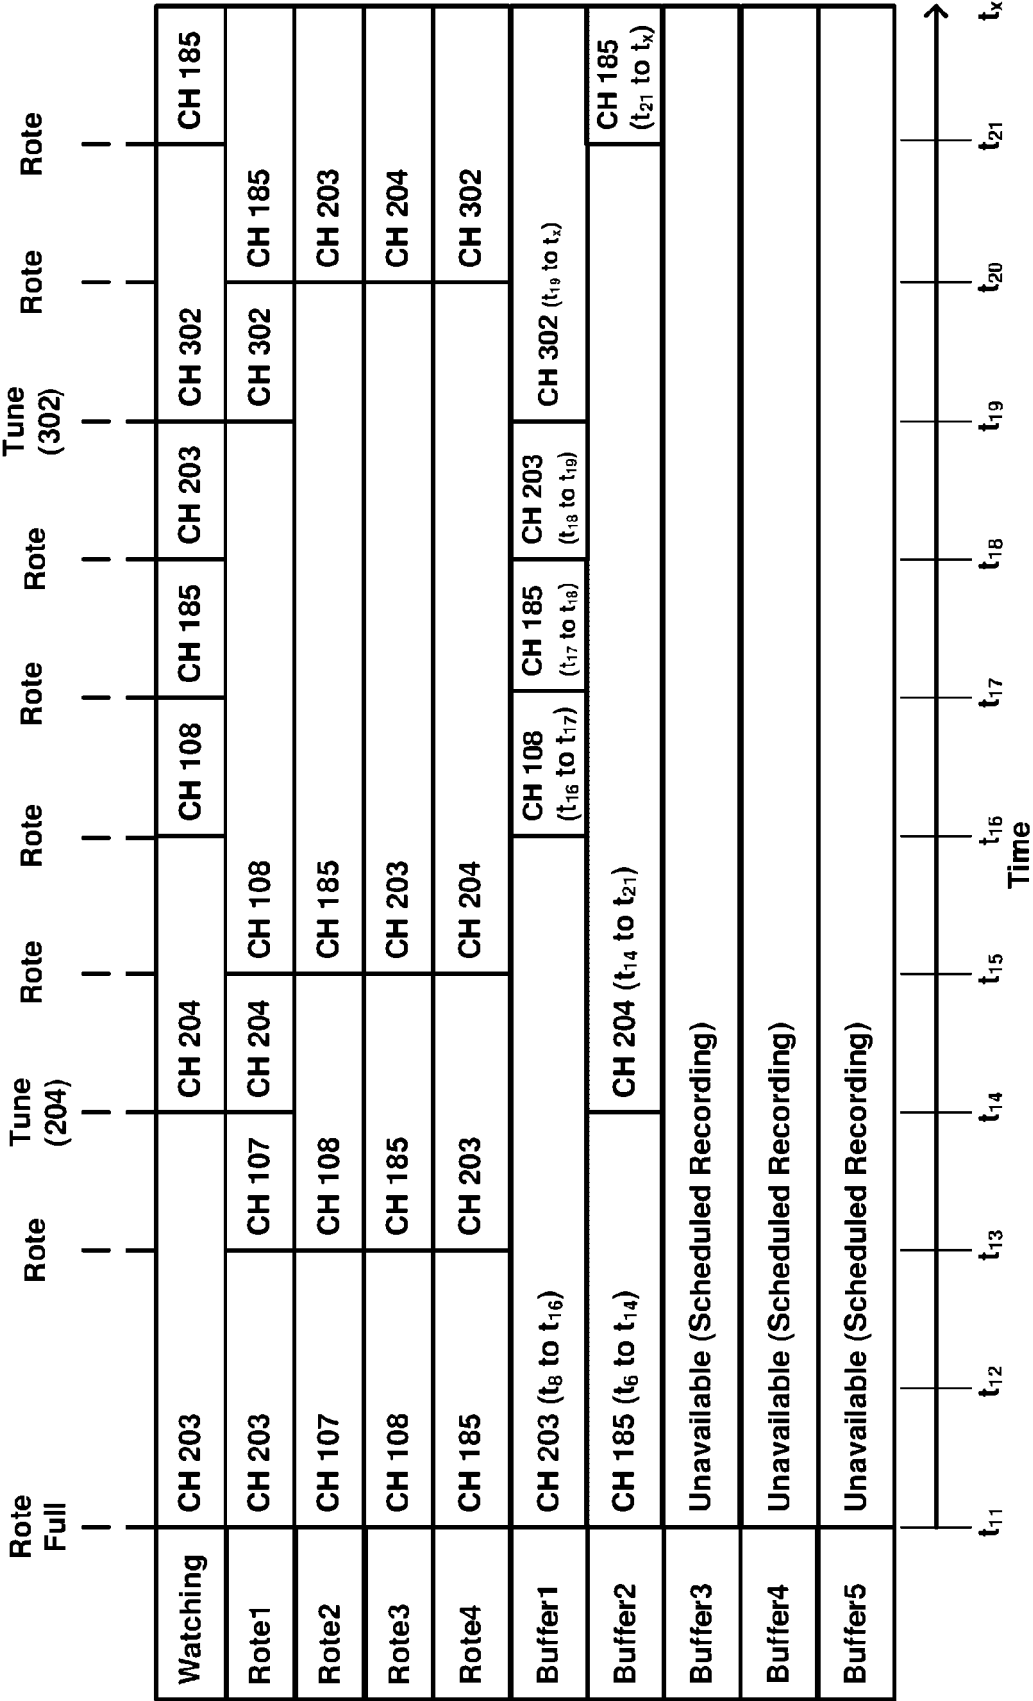 Rote
Full
Rote
Tune
(204)
Rote
Rote
Rote
Rote
Tune
(302)
Rote
Rote
Watching
CH 203
CH 204
CH 108
CH 185
CH 203
CH 302
CH 185
Rote1
CH 203
CH 107
CH 204
CH 108
CH 302
CH 185
Rote2
CH 107
CH 108
CH 185
CH 203
Rote3
CH 108
CH 185
CH 203
CH 204
Rote4
CH 185
CH 203
CH 204
CH 302
Buffer1
CH 203 (t8 to t16)
CH 108
(t16 to t17)
CH 185
(t17 to t18)
CH 203
(t18 to t19)
CH 302 (t19 to tx)
Buffer2
CH 185 (t6 to t14)
CH 204 (t14 to t21)
CH 185
(t21 to tx)
Buffer3
Unavailable (Scheduled Recording)
Buffer4
Unavailable (Scheduled Recording)
Buffer5
Unavailable (Scheduled Recording)
t11
t12
t13
t14
t15
t16
t17
t18
t19
t20
t21
tx
Time